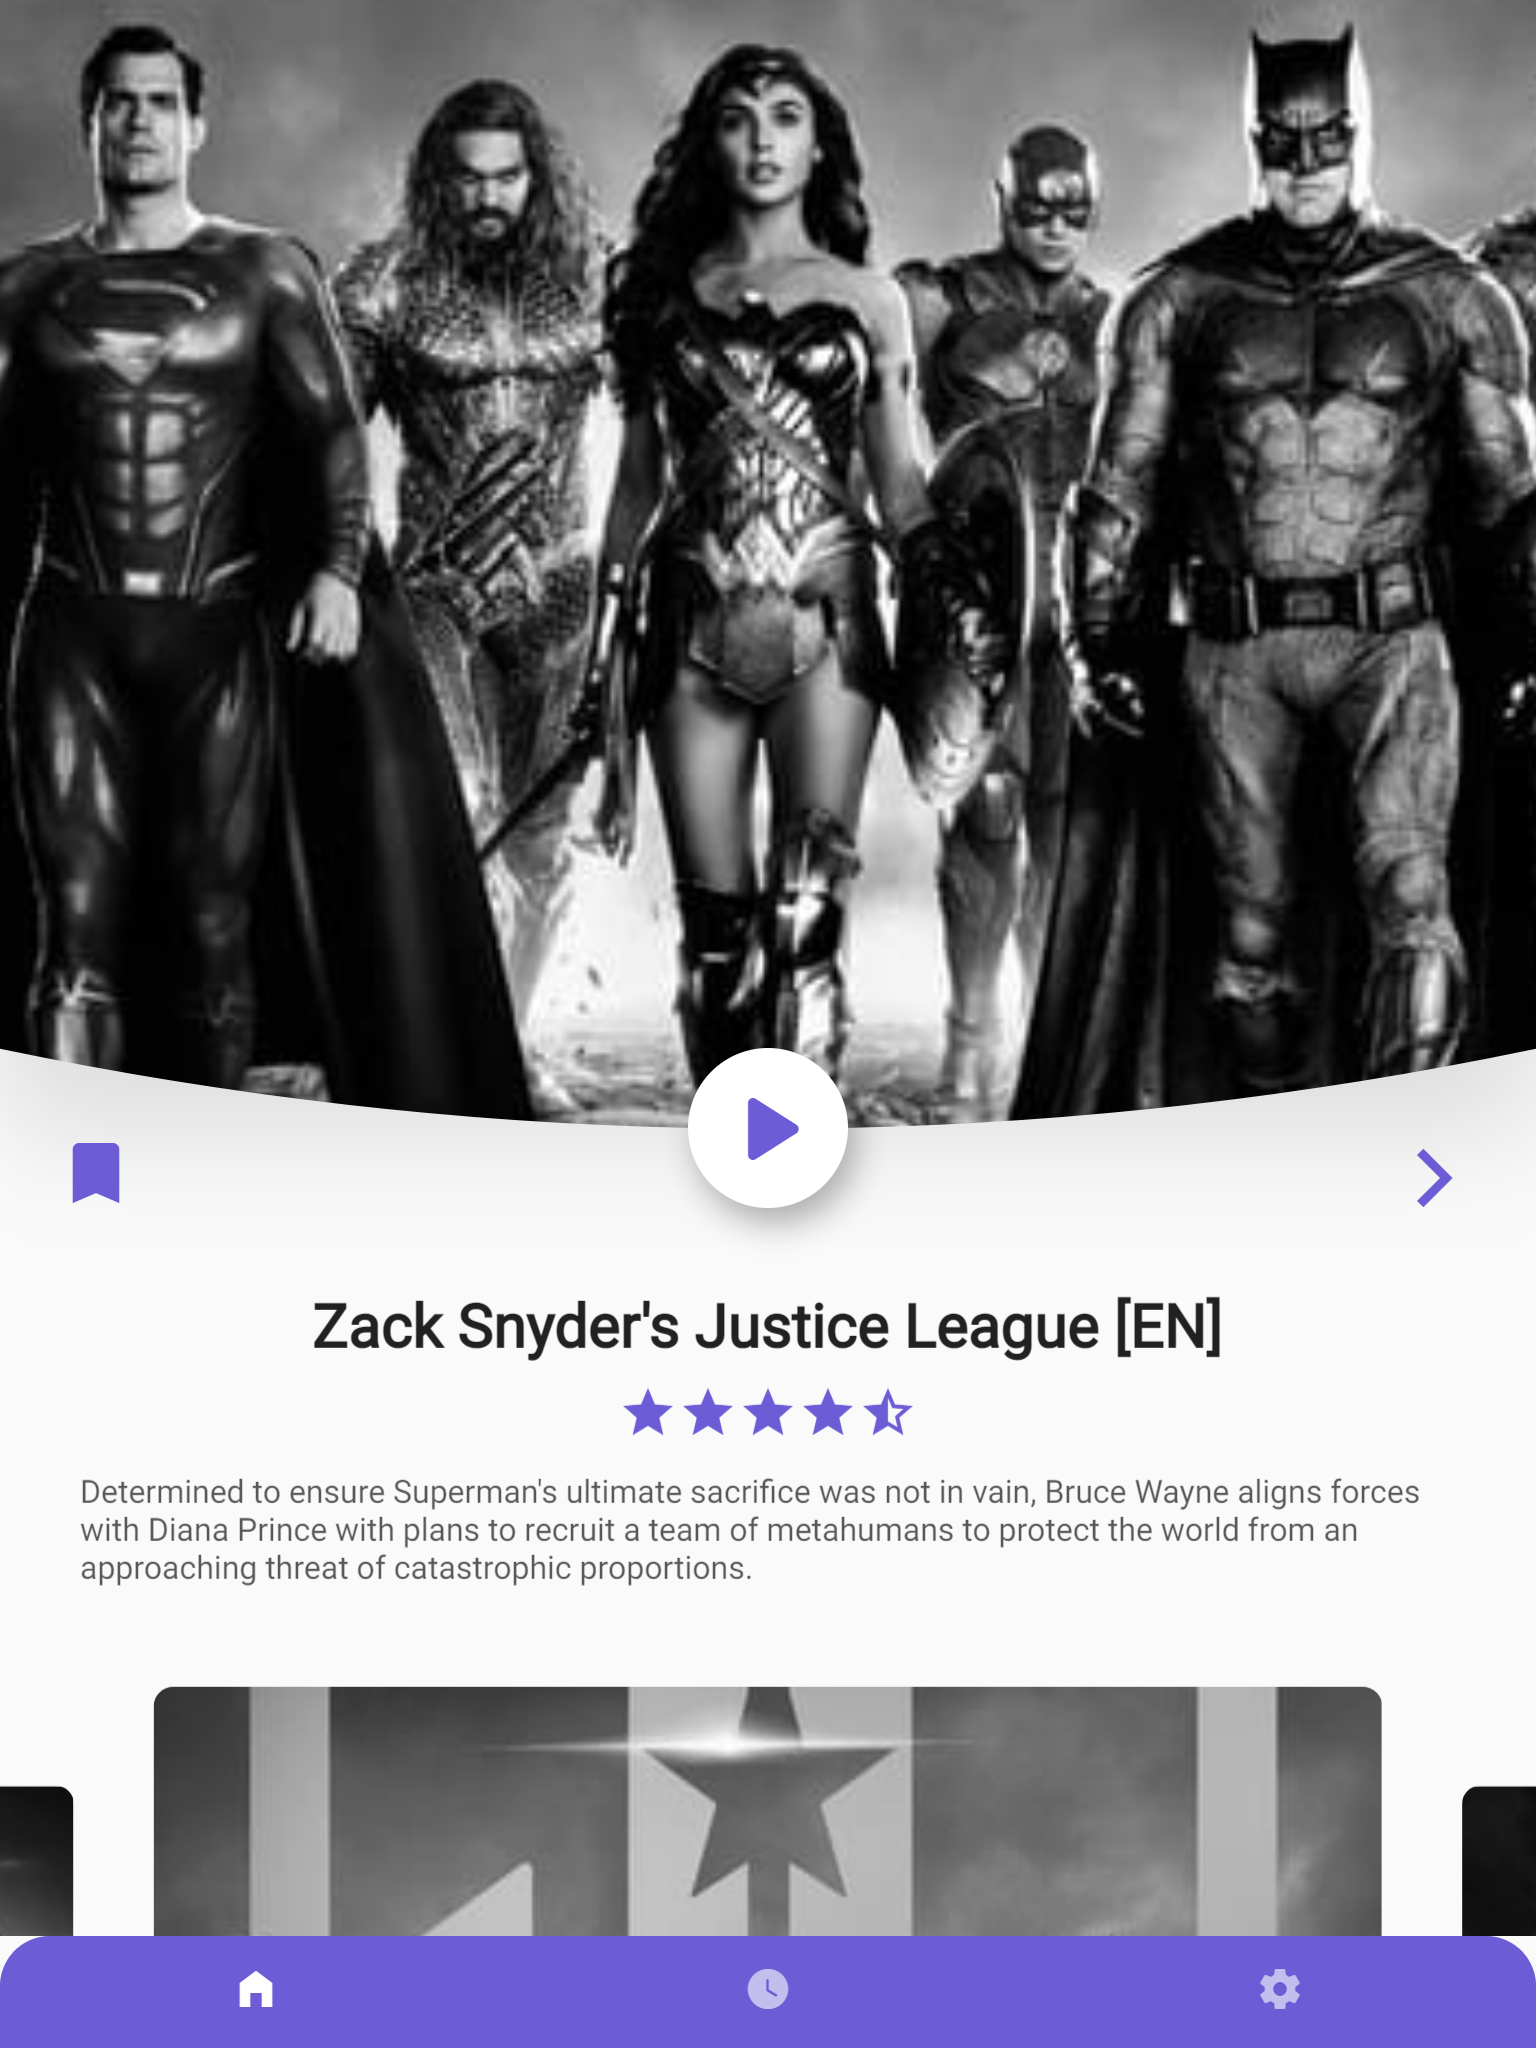 Zack Snyder's Justice League [EN]
Determined to ensure Superman's ultimate sacrifice was not in vain, Bruce Wayne aligns forces
with Diana Prince with plans to recruit a team of metahumans to protect the world from an
approaching threat of catastrophic proportions.